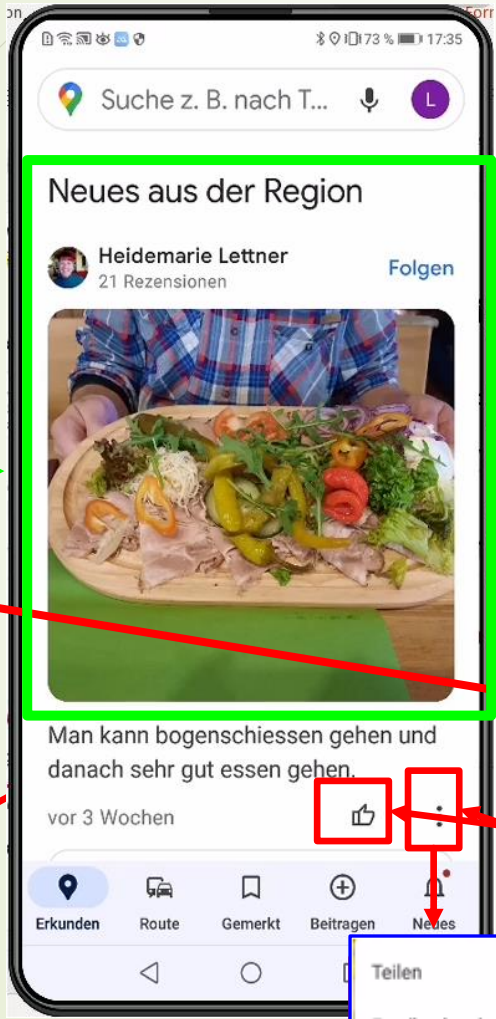 73 % 17:35
Suche z. B. nach T...
L
Neues aus der Region
Heidemarie Lettner
21 Rezensionen
Folgen
Man kann bogenschiessen gehen und
danach sehr gut essen gehen.
vor 3 Wochen
Erkunden Route Gemerkt Beitragen Neues
Teilen